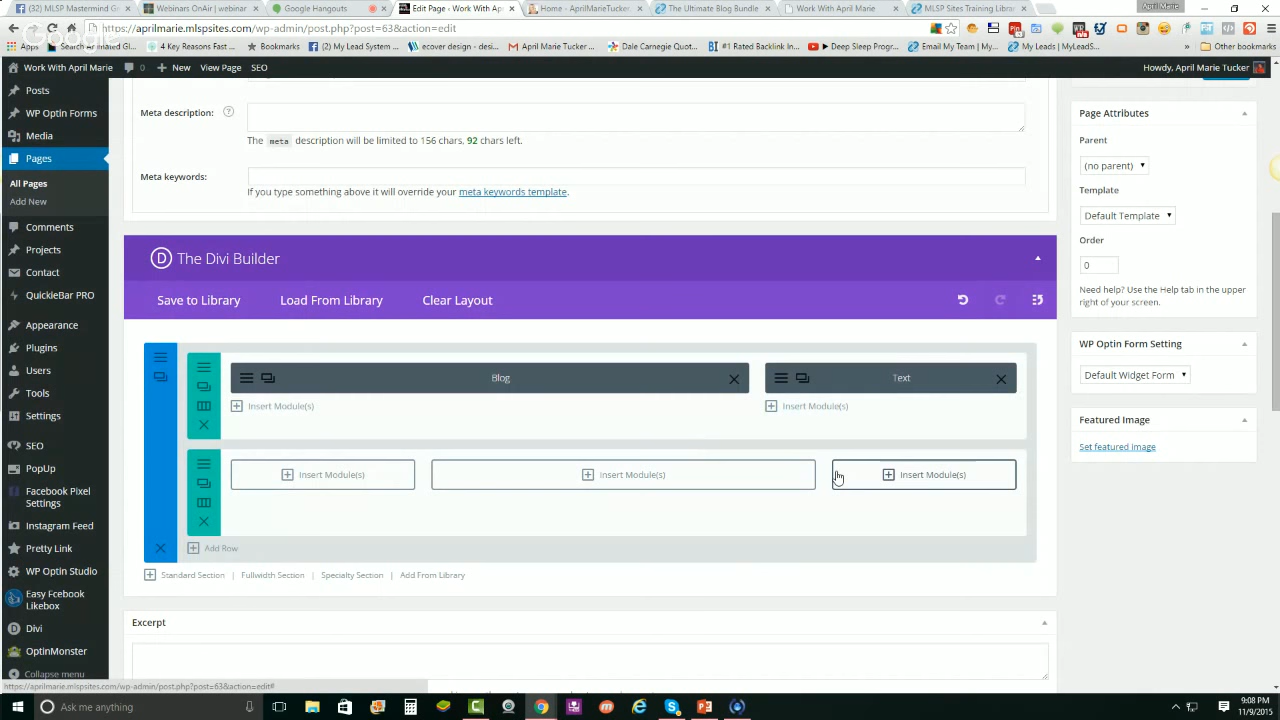 (32) MLSP Mastermind G
Webinars OnAir | webinar
Google Hangouts
Edit Page ‹ Work With Ap
Home - AprilMarieTucker.
The Ultimate Blog Bundle
Work With April Marie
MLSP Sites Training Libra
April Marie
https://aprilmarie.mlspsites.com/wp-admin/post.php?post=63&action=edit
Apps
Search Animated G
4 Key Reasons Fast
Bookmarks
My Lead System
ecover design - ecover
April Marie Tucker
Dale Carnegie Quot...
#1 Rated Backlink In...
Deep Sleep Progr...
Email My Team / My
My Leads | MyLeadS...
»
Other bookmarks
Work With April Marie
0
New
View Page
SEO
Howdy, April Marie Tucker
Posts
WP Optin Forms
Media
Pages
All Pages
Add New
Comments
Projects
Contact
QuickieBar PRO
Appearance
Plugins
Users
Tools
Settings
SEO
PopUp
Facebook Pixel
Settings
Instagram Feed
Pretty Link
WP Optin Studio
Easy Fcebook
Likebox
Divi
OptinMonster
Collapse menu
Meta description:
The meta description will be limited to 156 chars, 92 chars left.
Meta keywords:
If you type something above it will override your meta keywords template.
D The Divi Builder
Save to Library
Load From Library
Clear Layout
Blog
Text
Insert Module(s)
Insert Module(s)
Insert Module(s)
Insert Module(s)
Insert Module(s)
Add Row
Standard Section | Fullwidth Section | Specialty Section | Add From Library
Excerpt
Page Attributes
Parent
(no parent)
Template
Default Template
Order
0
Need help? Use the Help tab in the upper
right of your screen.
WP Optin Form Setting
Default Widget Form
Featured Image
Set featured image
https://aprilmarie.mlspsites.com/wp-admin/post.php?post=63&action=edit#
Ask me anything
9:08 PM
11/9/2015